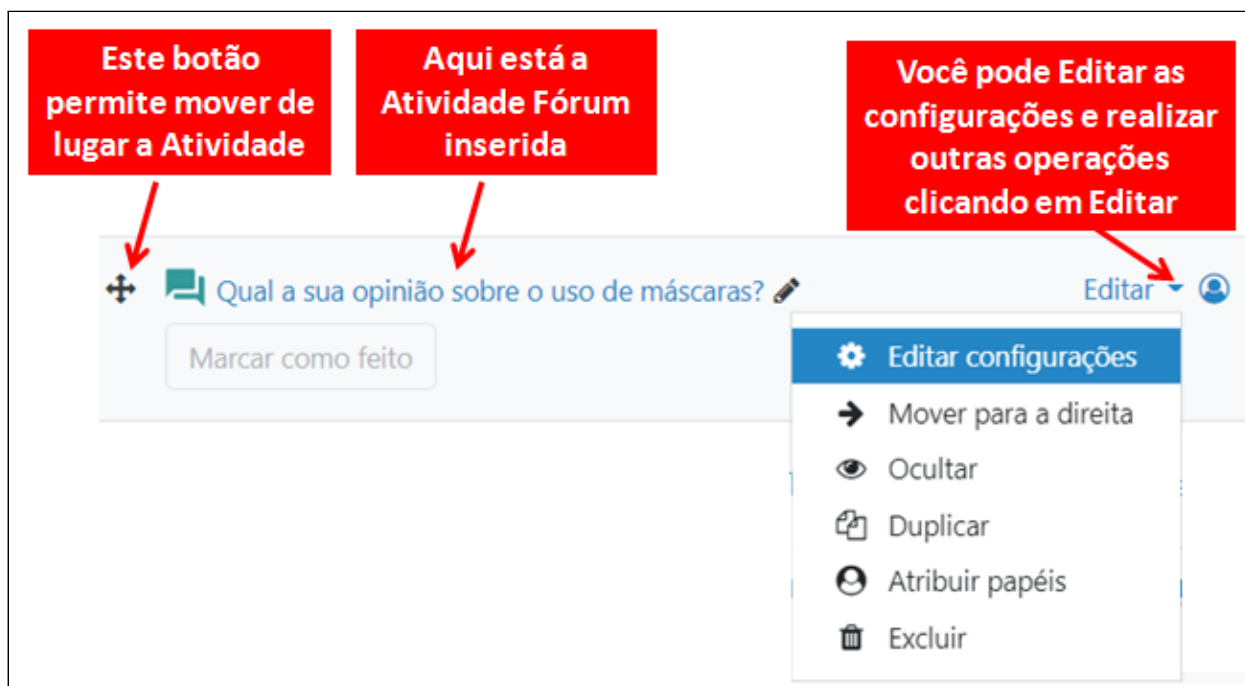 Este botão
permite mover de
lugar a Atividade
Aqui está a
Atividade Fórum
inserida
Você pode Editar as
configurações e realizar
outras operações
clicando em Editar
Qual a sua opinião sobre o uso de máscaras?
Editar
Marcar como feito
Editar configurações
Mover para a direita
Ocultar
Duplicar
Atribuir papéis
Excluir